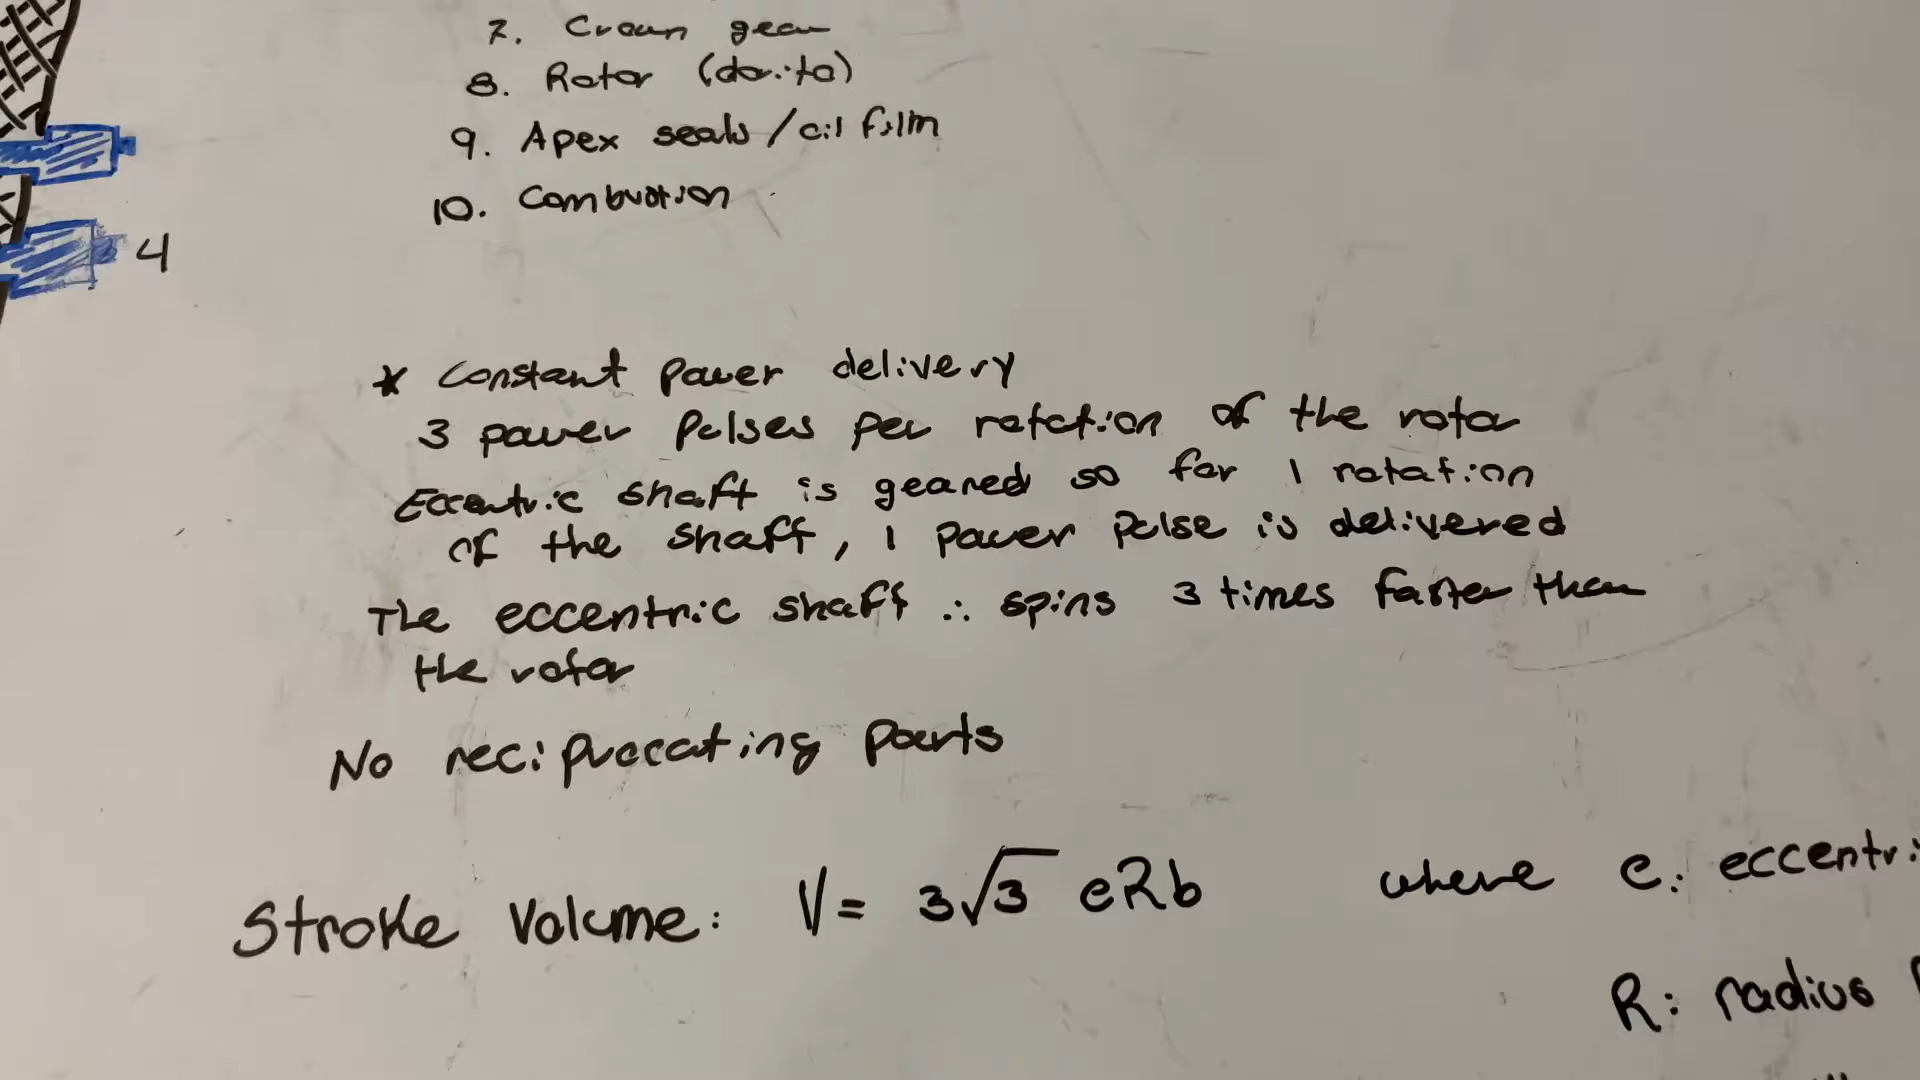 7. Crown gear
8. Rotor (dorito)
9. Apex seals / oil film
10. Combustion
4
* Constant power delivery
3 power pulses per rotation of the rotor
Eccentric shaft is geared so for 1 rotation
of the shaft, 1 power pulse is delivered
The eccentric shaft ∴ spins 3 times faster than
the rotor
No reciprocating parts
Stroke Volume: V = 3√3 eRb where e: eccentri
R: radius